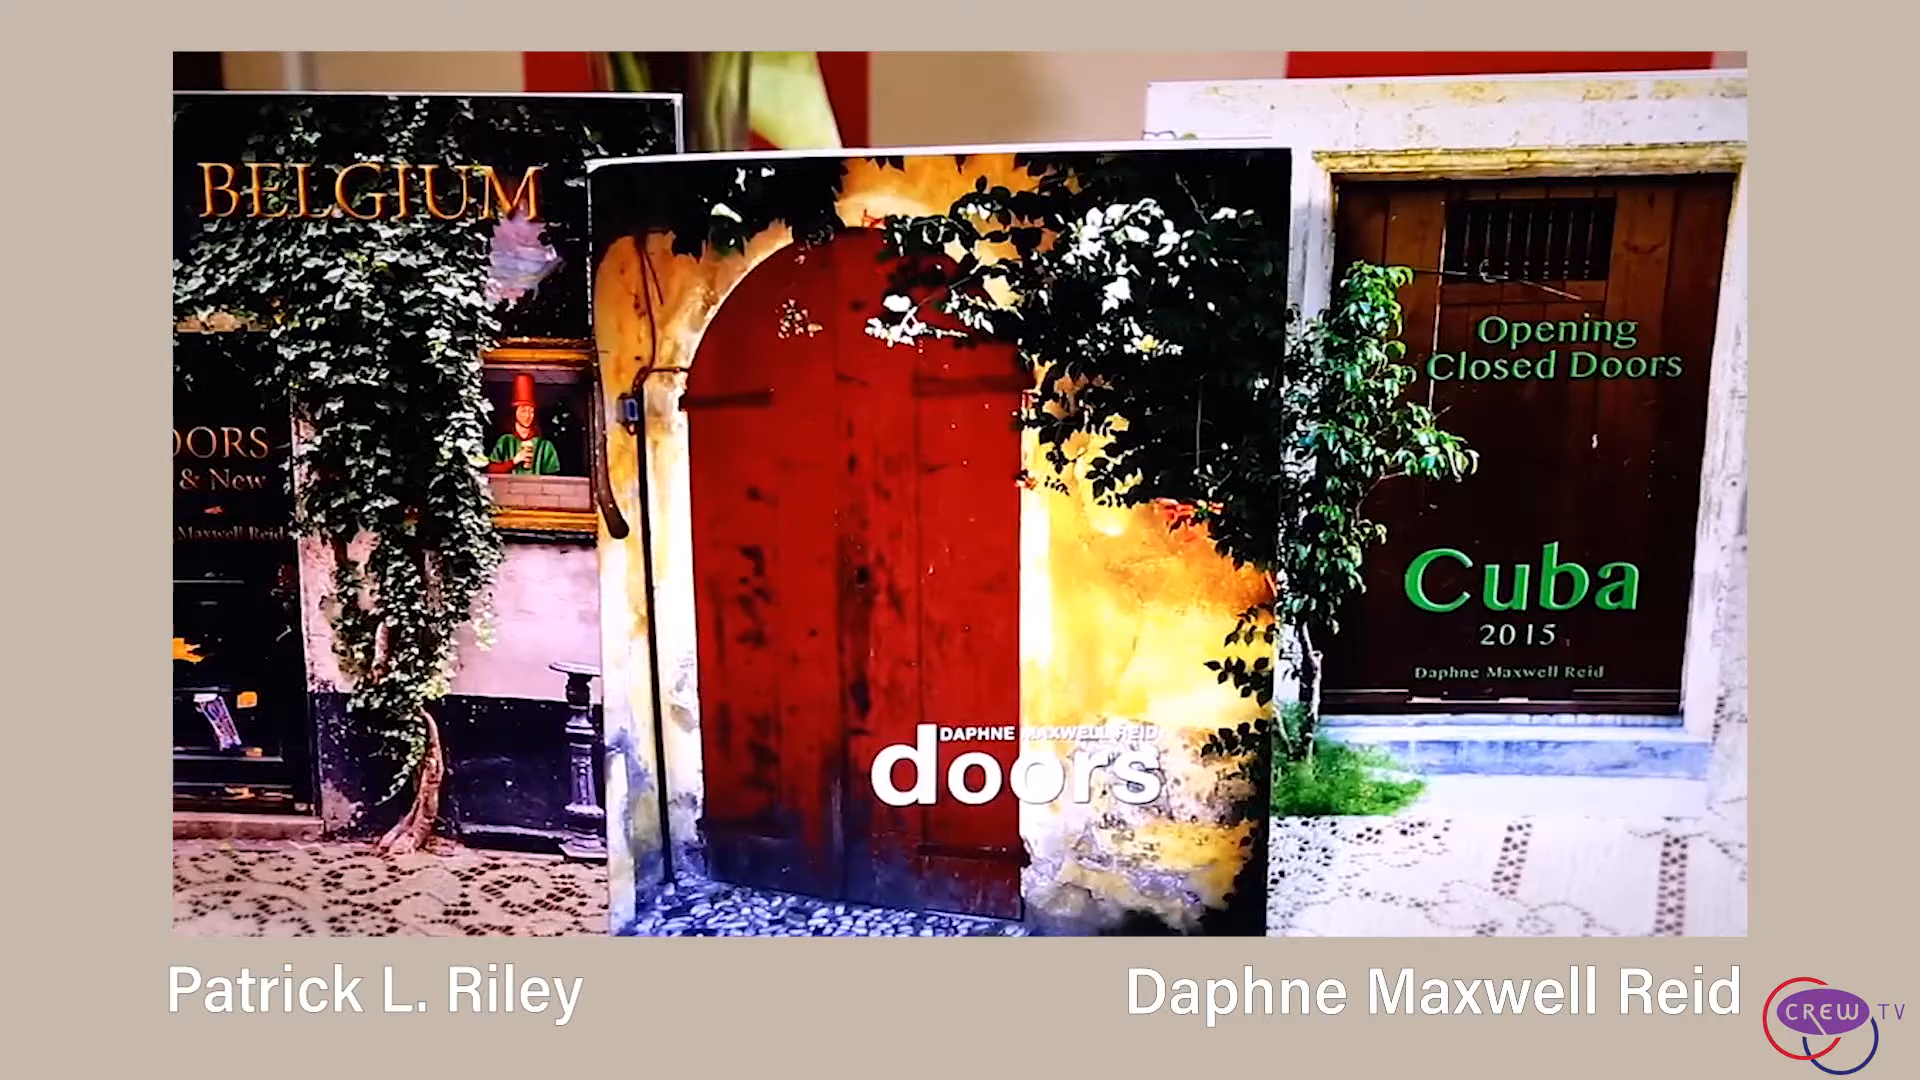 BELGIUM
OORS
& New
Maxwell Reid
DAPHNE MAXWELL REID
doors
Opening
Closed Doors
Cuba
2015
Daphne Maxwell Reid
Patrick L. Riley
Daphne Maxwell Reid
CREW TV